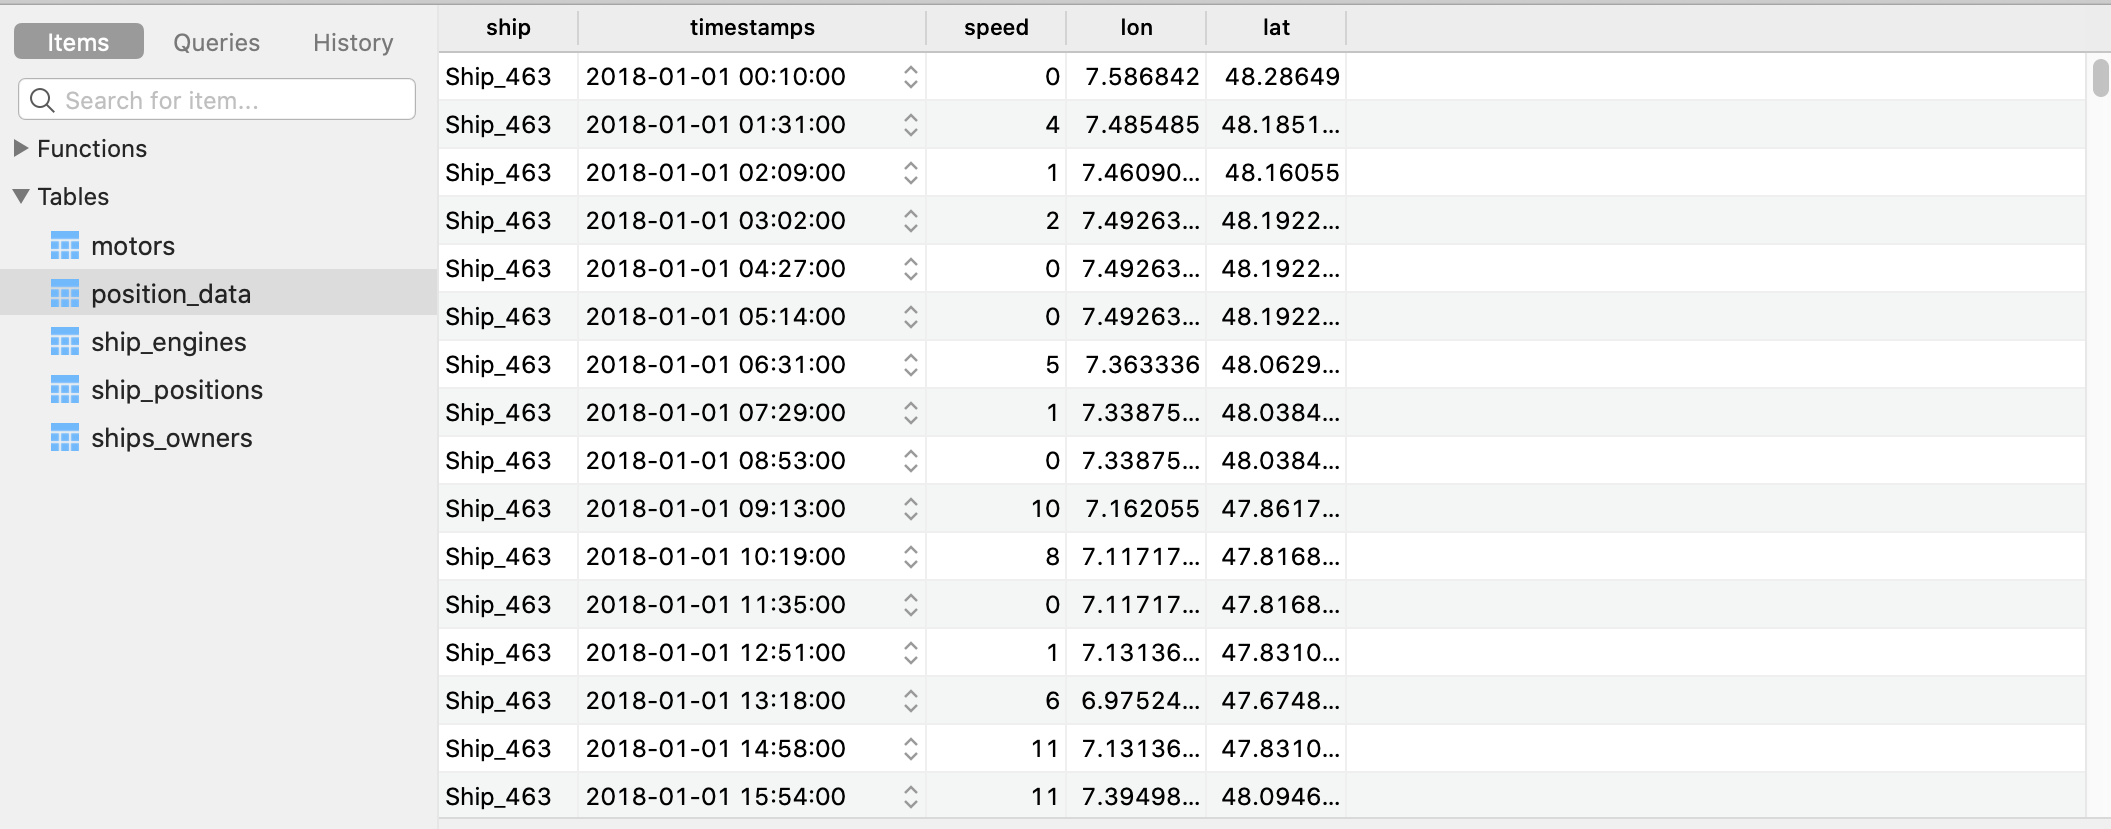 Items Queries History
Search for item...
Functions
Tables
motors
position_data
ship_engines
ship_positions
ships_owners
ship timestamps speed lon lat
Ship_463 2018-01-01 00:10:00 0 7.586842 48.28649
Ship_463 2018-01-01 01:31:00 4 7.485485 48.1851...
Ship_463 2018-01-01 02:09:00 1 7.46090... 48.16055
Ship_463 2018-01-01 03:02:00 2 7.49263... 48.1922...
Ship_463 2018-01-01 04:27:00 0 7.49263... 48.1922...
Ship_463 2018-01-01 05:14:00 0 7.49263... 48.1922...
Ship_463 2018-01-01 06:31:00 5 7.363336 48.0629...
Ship_463 2018-01-01 07:29:00 1 7.33875... 48.0384...
Ship_463 2018-01-01 08:53:00 0 7.33875... 48.0384...
Ship_463 2018-01-01 09:13:00 10 7.162055 47.8617...
Ship_463 2018-01-01 10:19:00 8 7.11717... 47.8168...
Ship_463 2018-01-01 11:35:00 0 7.11717... 47.8168...
Ship_463 2018-01-01 12:51:00 1 7.13136... 47.8310...
Ship_463 2018-01-01 13:18:00 6 6.97524... 47.6748...
Ship_463 2018-01-01 14:58:00 11 7.13136... 47.8310...
Ship_463 2018-01-01 15:54:00 11 7.39498... 48.0946...